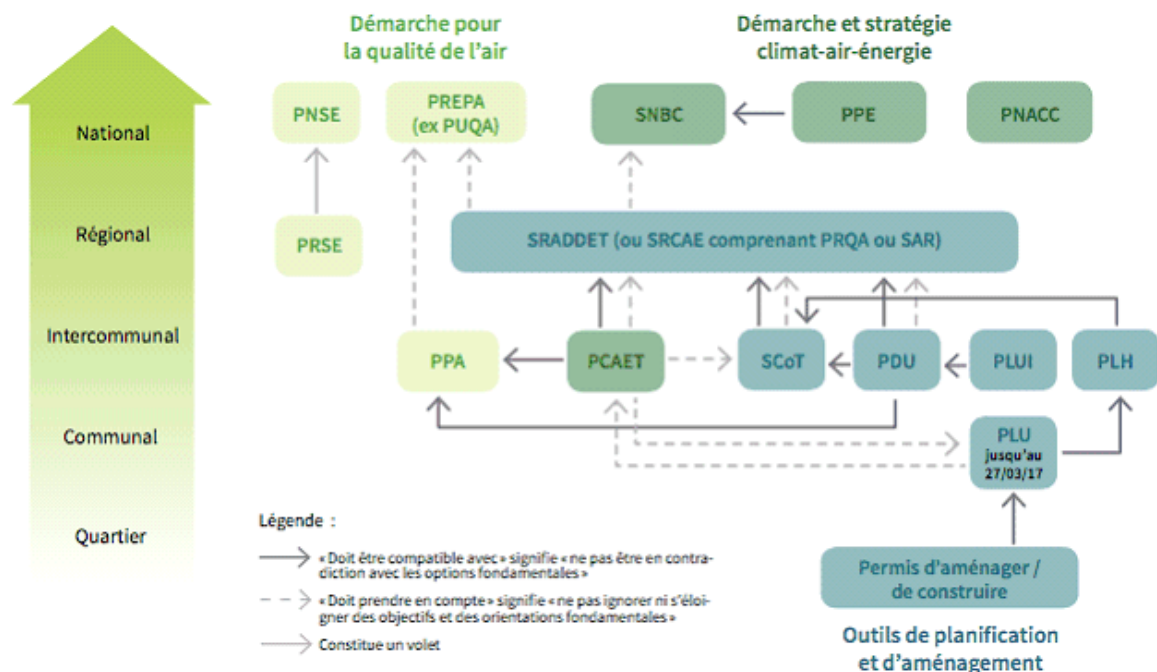 Démarche pour
la qualité de l'air
Démarche et stratégie
climat-air-énergie
National
PNSE
PREPA
(ex PUQA)
SNBC
PPE
PNACC
Régional
PRSE
SRADDET (ou SRCAE comprenant PRQA ou SAR)
Intercommunal
PPA
PCAET
SCoT
PDU
PLUI
PLH
Communal
PLU
jusqu'au
27/03/17
Quartier
Légende :
« Doit être compatible avec » signifie « ne pas être en contra-
diction avec les options fondamentales »
« Doit prendre en compte » signifie « ne pas ignorer ni s'éloi-
gner des objectifs et des orientations fondamentales »
Constitue un volet
Permis d'aménager /
de construire
Outils de planification
et d'aménagement